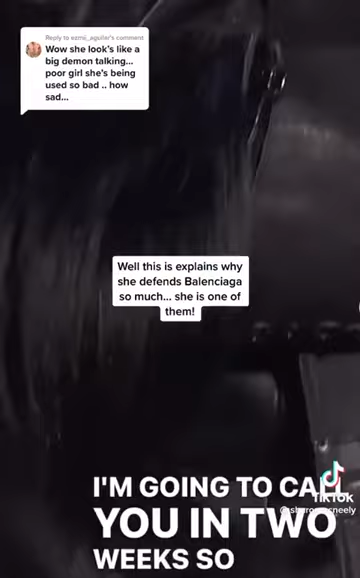 Reply to ezmi_aguilar's comment
Wow she look's like a
big demon talking...
poor girl she's being
used so bad .. how
sad...
Well this is explains why
she defends Balenciaga
so much... she is one of
them!
I'M GOING TO CALL
YOU IN TWO
WEEKS SO
TikTok